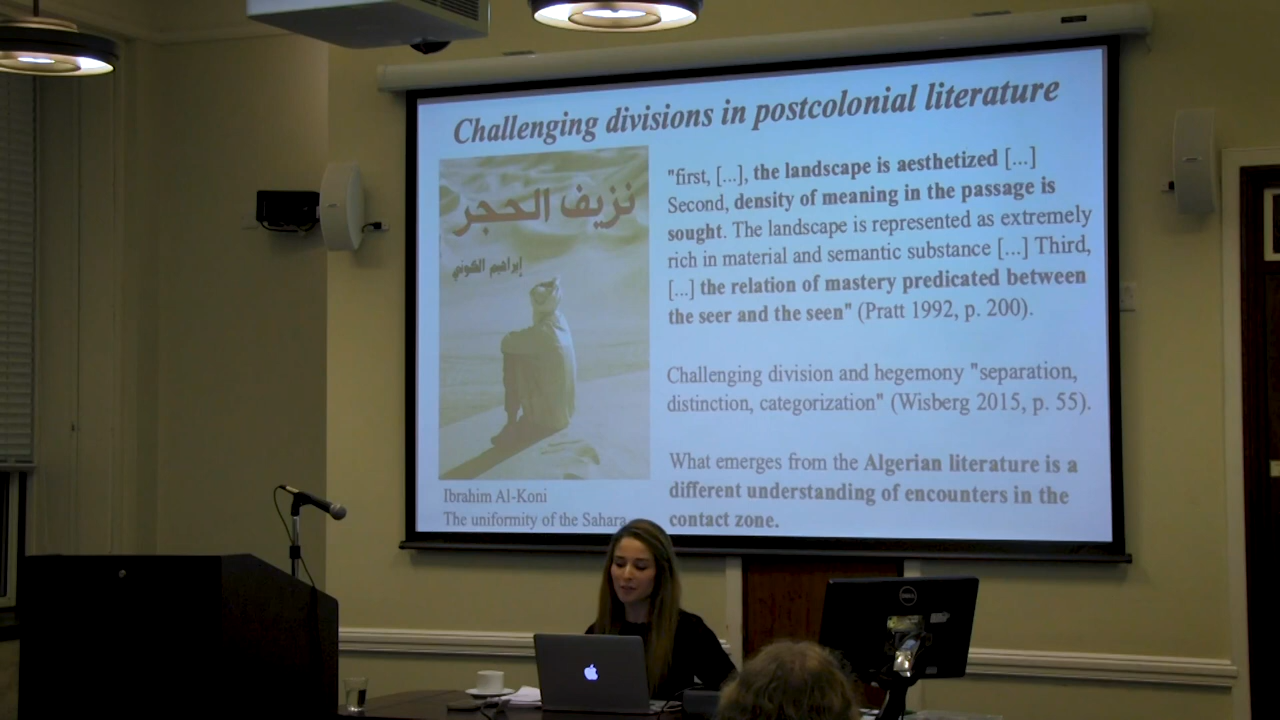 Challenging divisions in postcolonial literature
نزيف الحجر
إبراهيم الكوني
Ibrahim Al-Koni
The uniformity of the Sahara
"first, [...], the landscape is aesthetized [...]
Second, density of meaning in the passage is
sought. The landscape is represented as extremely
rich in material and semantic substance [...] Third,
[...] the relation of mastery predicated between
the seer and the seen" (Pratt 1992, p. 200).
Challenging division and hegemony "separation,
distinction, categorization" (Wisberg 2015, p. 55).
What emerges from the Algerian literature is a
different understanding of encounters in the
contact zone.
DELL